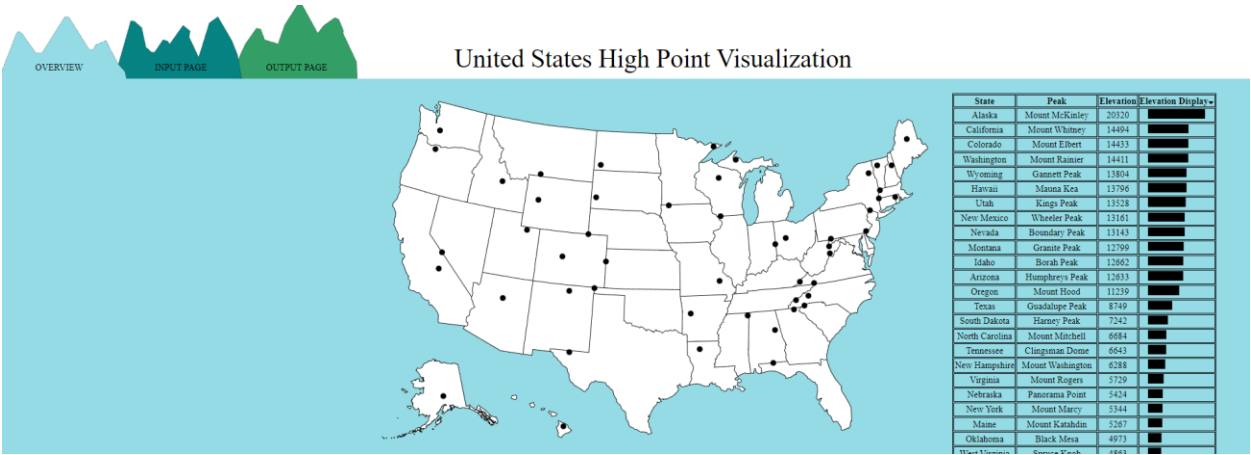 OVERVIEW
INPUT PAGE
OUTPUT PAGE
United States High Point Visualization
State Peak Elevation Elevation Display
Alaska Mount McKinley 20320
California Mount Whitney 14494
Colorado Mount Elbert 14433
Washington Mount Rainier 14411
Wyoming Gannett Peak 13804
Hawaii Mauna Kea 13796
Utah Kings Peak 13528
New Mexico Wheeler Peak 13161
Nevada Boundary Peak 13143
Montana Granite Peak 12799
Idaho Borah Peak 12662
Arizona Humphreys Peak 12633
Oregon Mount Hood 11239
Texas Guadalupe Peak 8749
South Dakota Harney Peak 7242
North Carolina Mount Mitchell 6684
Tennessee Clingsman Dome 6643
New Hampshire Mount Washington 6288
Virginia Mount Rogers 5729
Nebraska Panorama Point 5424
New York Mount Marcy 5344
Maine Mount Katahdin 5267
Oklahoma Black Mesa 4973
West Virginia Spruce Knob 4863